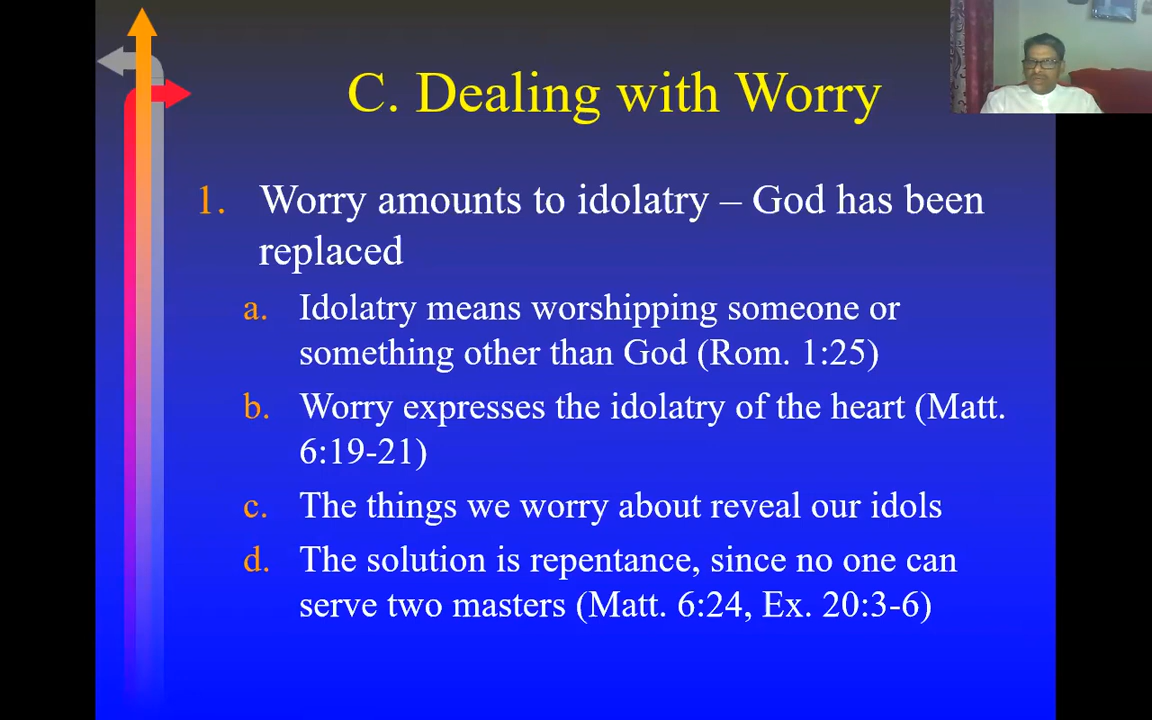 C. Dealing with Worry
1. Worry amounts to idolatry – God has been
replaced
a. Idolatry means worshipping someone or
something other than God (Rom. 1:25)
b. Worry expresses the idolatry of the heart (Matt.
6:19-21)
c. The things we worry about reveal our idols
d. The solution is repentance, since no one can
serve two masters (Matt. 6:24, Ex. 20:3-6)